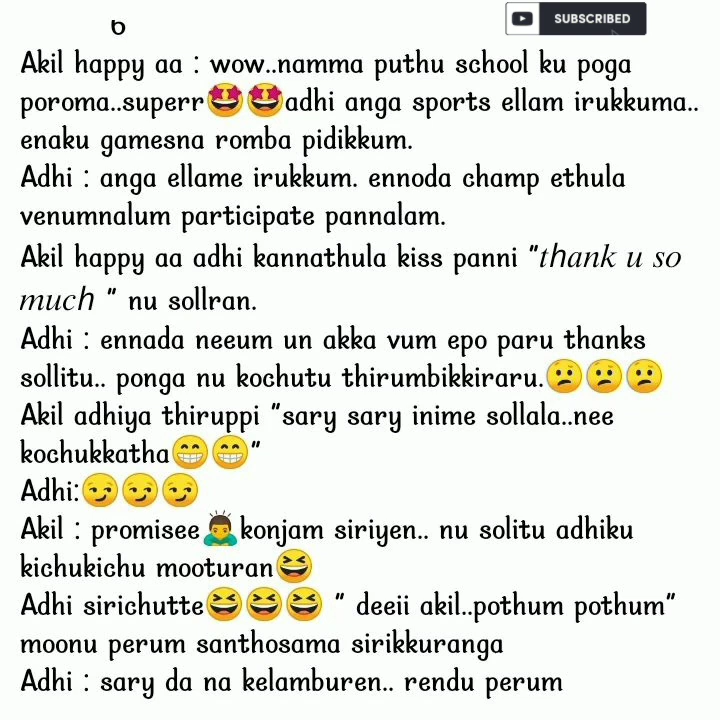 6
SUBSCRIBED
Akil happy aa : wow..namma puthu school ku poga
poroma..superr🤩🤩adhi anga sports ellam irukkuma..
enaku gamesna romba pidikkum.
Adhi : anga ellame irukkum. ennoda champ ethula
venumnalum participate pannalam.
Akil happy aa adhi kannathula kiss panni "thank u so
much " nu sollran.
Adhi : ennada neeum un akka vum epo paru thanks
sollitu.. ponga nu kochutu thirumbikkiraru.😕😕😕
Akil adhiya thiruppi "sary sary inime sollala..nee
kochukkatha😁😁"
Adhi:😏😏😏
Akil : promisee🙇‍♂️konjam siriyen.. nu solitu adhiku
kichukichu mooturan😆
Adhi sirichutte😆😆😆 " deeii akil..pothum pothum"
moonu perum santhosama sirikkuranga
Adhi : sary da na kelamburen.. rendu perum